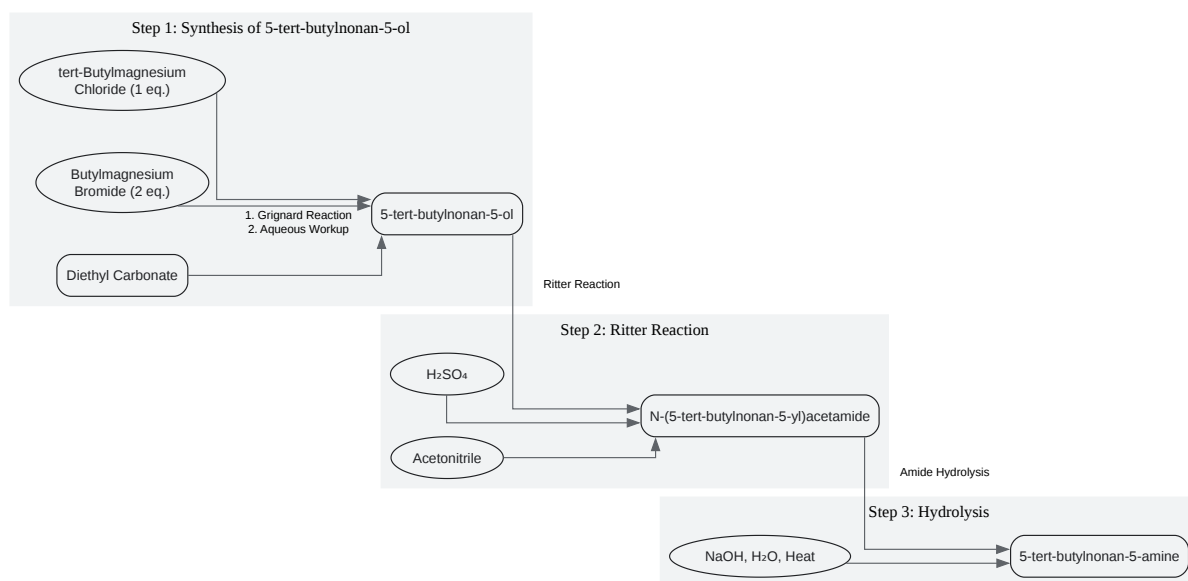 Step 1: Synthesis of 5-tert-butylnonan-5-ol
tert-Butylmagnesium
Chloride (1 eq.)
Butylmagnesium
Bromide (2 eq.)
1. Grignard Reaction
2. Aqueous Workup
5-tert-butylnonan-5-ol
Diethyl Carbonate
Ritter Reaction
Step 2: Ritter Reaction
H₂SO₄
N-(5-tert-butylnonan-5-yl)acetamide
Acetonitrile
Amide Hydrolysis
Step 3: Hydrolysis
NaOH, H₂O, Heat
5-tert-butylnonan-5-amine